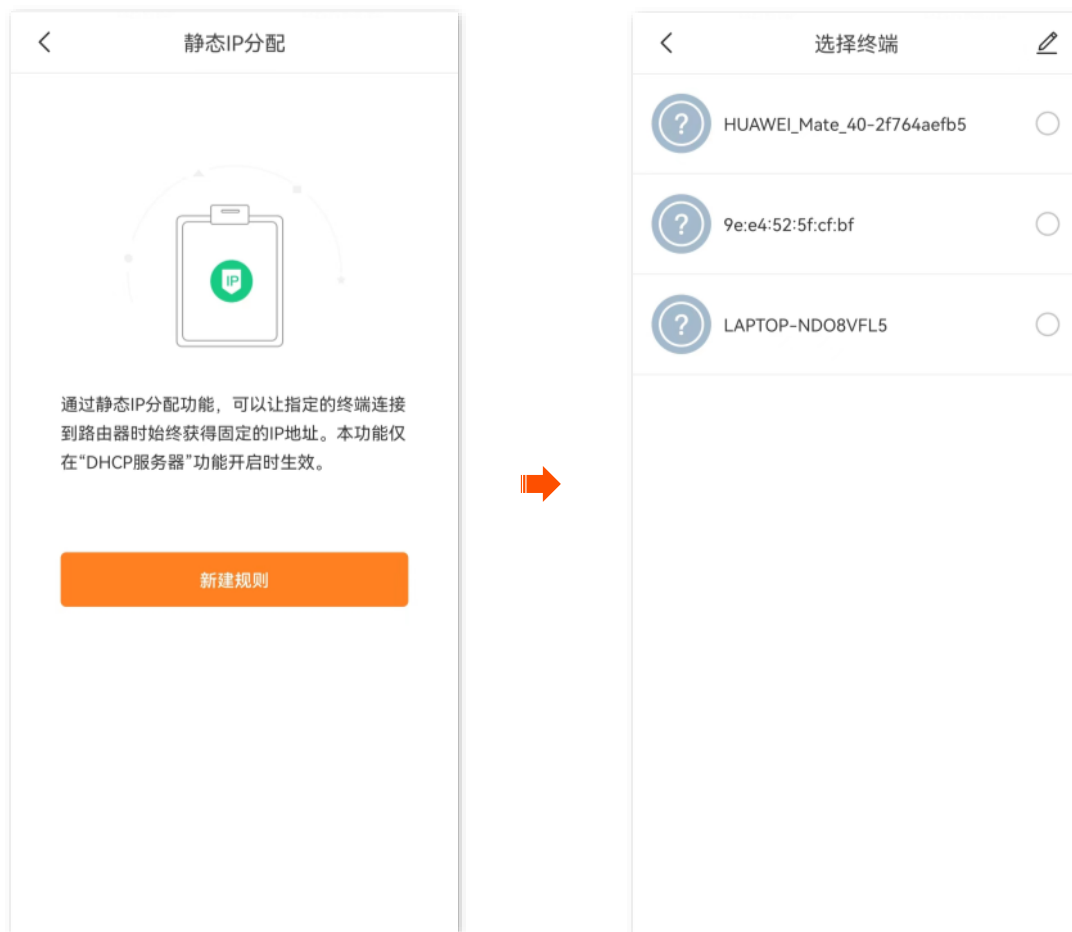 静态IP分配
IP
通过静态IP分配功能，可以让指定的终端连接
到路由器时始终获得固定的IP地址。本功能仅
在“DHCP服务器”功能开启时生效。
新建规则
选择终端
?
HUAWEI_Mate_40-2f764aefb5
?
9e:e4:52:5f:cf:bf
?
LAPTOP-NDO8VFL5